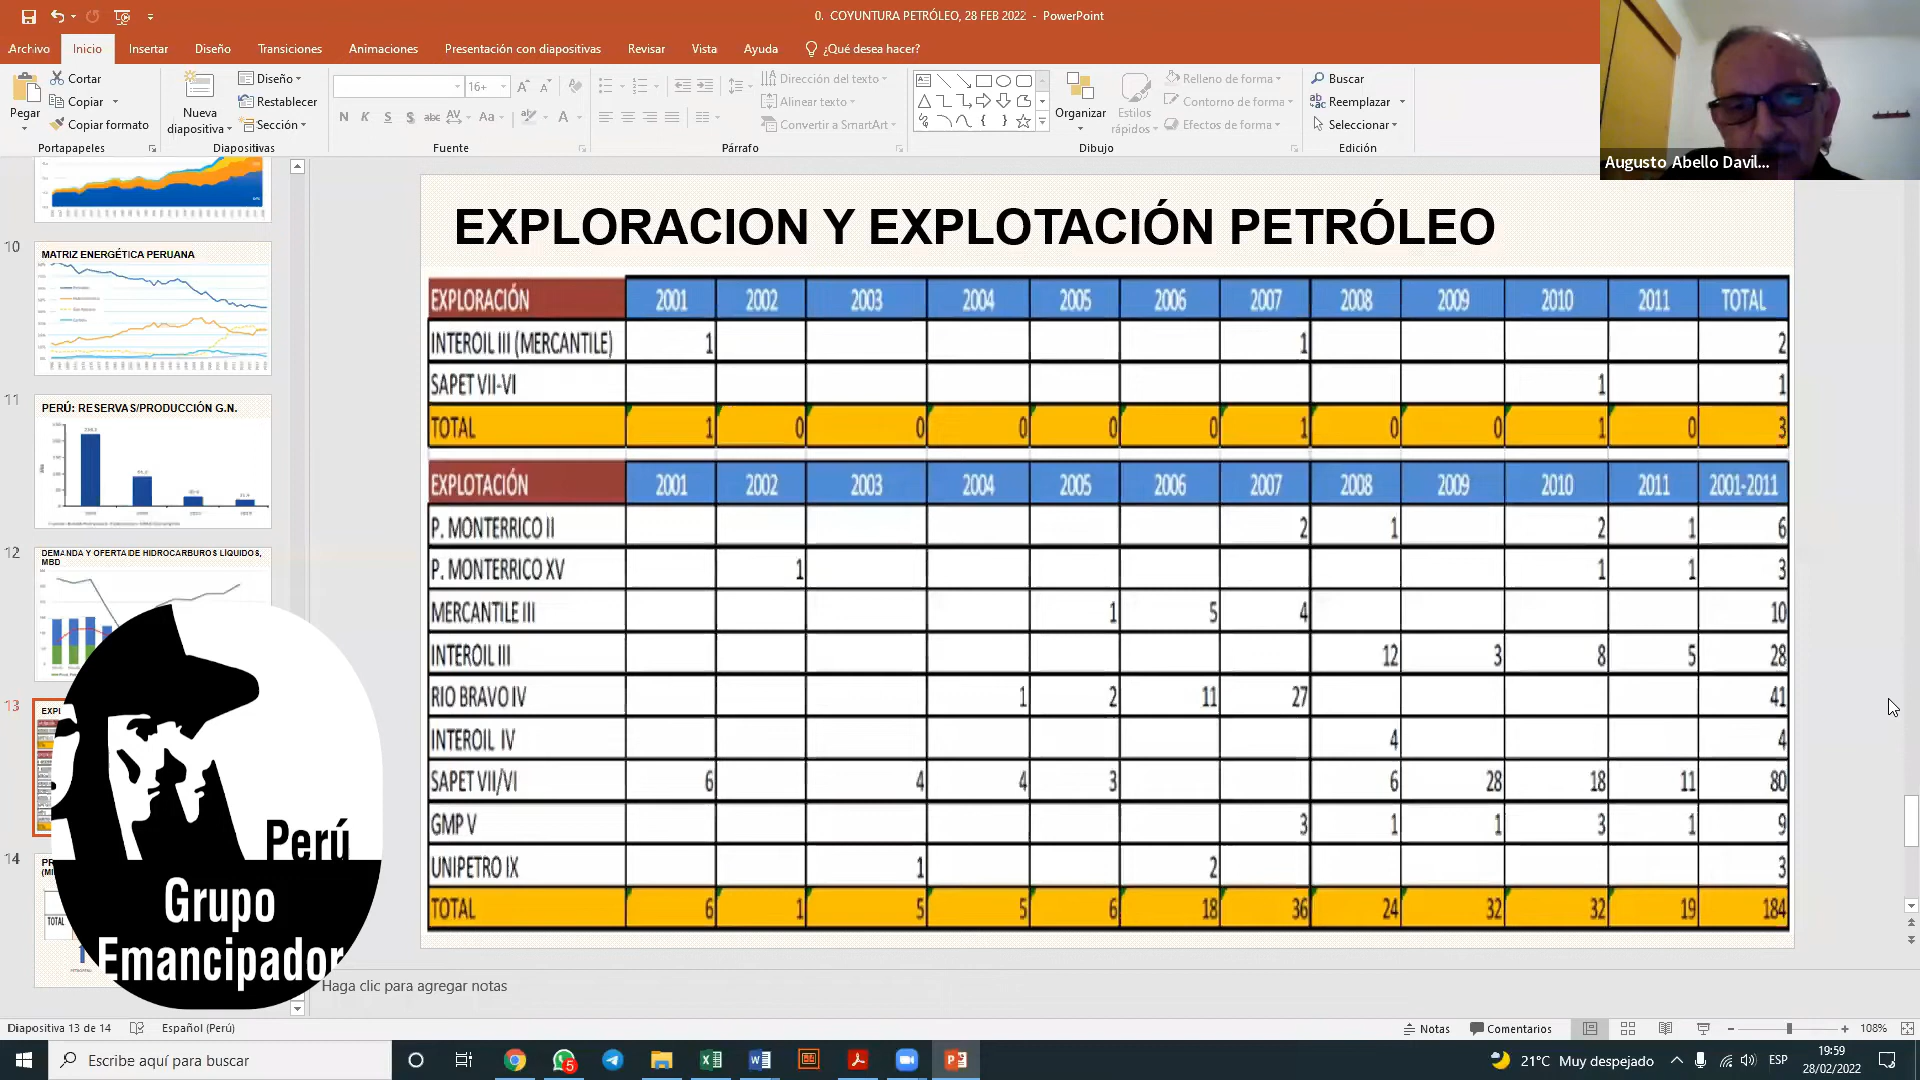 0. COYUNTURA PETRÓLEO, 28 FEB 2022 - PowerPoint
Archivo Inicio Insertar Diseño Transiciones Animaciones Presentación con diapositivas Revisar Vista Ayuda ¿Qué desea hacer?
Pegar
Cortar
Copiar
Copiar formato
Portapapeles
Nueva diapositiva
Diseño
Restablecer
Sección
Diapositivas
16+
Fuente
Dirección del texto
Alinear texto
Convertir a SmartArt
Párrafo
Organizar
Estilos rápidos
Relleno de forma
Contorno de forma
Efectos de forma
Dibujo
Buscar
Reemplazar
Seleccionar
Edición
Augusto Abello Davil...
10
MATRIZ ENERGÉTICA PERUANA
11
PERÚ: RESERVAS/PRODUCCIÓN G.N.
12
DEMANDA Y OFERTA DE HIDROCARBUROS LÍQUIDOS, MBD
13
EXPL
14
TOTAL
Perú
Grupo
Emancipador
EXPLORACION Y EXPLOTACIÓN PETRÓLEO
EXPLORACIÓN 2001 2002 2003 2004 2005 2006 2007 2008 2009 2010 2011 TOTAL
INTEROIL III (MERCANTILE) 1 1 2
SAPET VII-VI 1 1
TOTAL 1 0 0 0 0 0 1 0 0 1 0 3
EXPLOTACIÓN 2001 2002 2003 2004 2005 2006 2007 2008 2009 2010 2011 2001-2011
P. MONTERRICO II 2 1 2 1 6
P. MONTERRICO XV 1 1 1 3
MERCANTILE III 1 5 4 10
INTEROIL III 12 3 8 5 28
RIO BRAVO IV 1 2 11 27 41
INTEROIL IV 4 4
SAPET VII/VI 6 4 4 3 6 28 18 11 80
GMP V 3 1 1 3 1 9
UNIPETRO IX 1 2 3
TOTAL 6 1 5 5 6 18 36 24 32 32 19 184
Haga clic para agregar notas
Diapositiva 13 de 14 Español (Perú) Notas Comentarios 108%
Escribe aquí para buscar
5
21°C Muy despejado ESP
19:59
28/02/2022